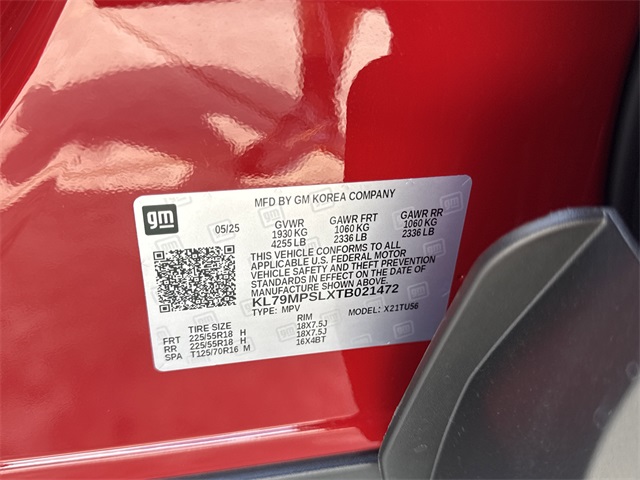 MFD BY GM KOREA COMPANY
gm
05/25 GVWR GAWR FRT GAWR RR
1930 KG 1060 KG 1060 KG
4255 LB 2336 LB 2336 LB
THIS VEHICLE CONFORMS TO ALL
APPLICABLE U.S. FEDERAL MOTOR
VEHICLE SAFETY AND THEFT PREVENTION
STANDARDS IN EFFECT ON THE DATE OF
MANUFACTURE SHOWN ABOVE.
KL79MPSLXTB021472
TYPE: MPV MODEL: X21TU56
TIRE SIZE RIM
FRT 225/55R18 H 18X7.5J
RR 225/55R18 H 18X7.5J
SPA T125/70R16 M 16X4BT